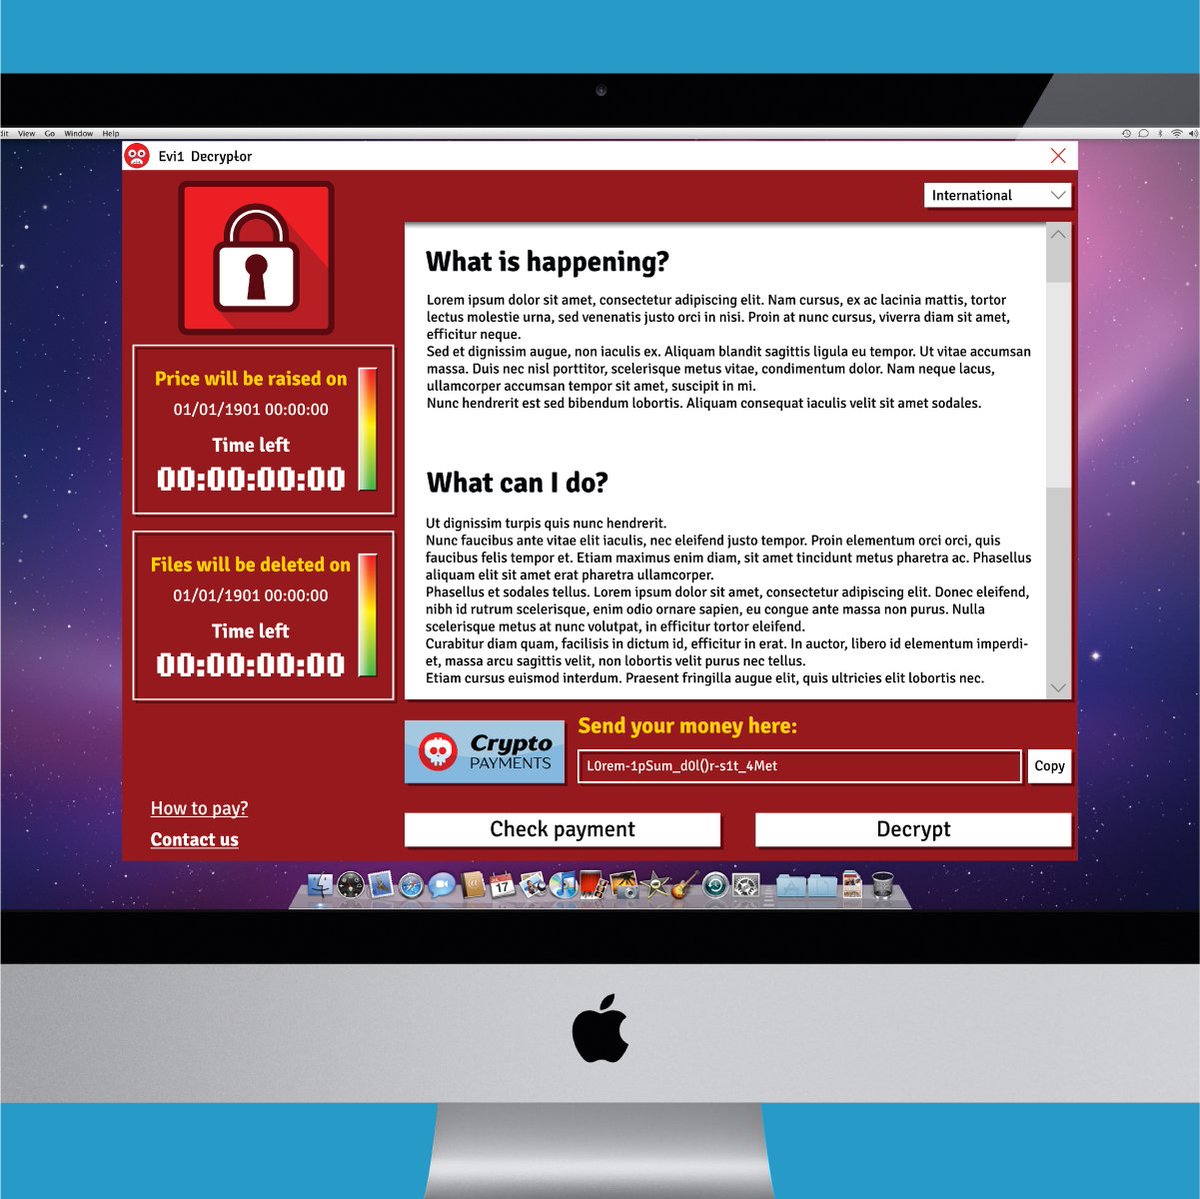 dit View Go Window Help
Evi1 Decrypłor
International
What is happening?
Lorem ipsum dolor sit amet, consectetur adipiscing elit. Nam cursus, ex ac lacinia mattis, tortor
lectus molestie urna, sed venenatis justo orci in nisi. Proin at nunc cursus, viverra diam sit amet,
efficitur neque.
Sed et dignissim augue, non iaculis ex. Aliquam blandit sagittis ligula eu tempor. Ut vitae accumsan
massa. Duis nec nisl porttitor, scelerisque metus vitae, condimentum dolor. Nam neque lacus,
ullamcorper accumsan tempor sit amet, suscipit in mi.
Nunc hendrerit est sed bibendum lobortis. Aliquam consequat iaculis velit sit amet sodales.
What can I do?
Ut dignissim turpis quis nunc hendrerit.
Nunc faucibus ante vitae elit iaculis, nec eleifend justo tempor. Proin elementum orci orci, quis
faucibus felis tempor et. Etiam maximus enim diam, sit amet tincidunt metus pharetra ac. Phasellus
aliquam elit sit amet erat pharetra ullamcorper.
Phasellus et sodales tellus. Lorem ipsum dolor sit amet, consectetur adipiscing elit. Donec eleifend,
nibh id rutrum scelerisque, enim odio ornare sapien, eu congue ante massa non purus. Nulla
scelerisque metus at nunc volutpat, in efficitur tortor eleifend.
Curabitur diam quam, facilisis in dictum id, efficitur in erat. In auctor, libero id elementum imperdi-
et, massa arcu sagittis velit, non lobortis velit purus nec tellus.
Etiam cursus euismod interdum. Praesent fringilla augue elit, quis ultricies elit lobortis nec.
Price will be raised on
01/01/1901 00:00:00
Time left
00:00:00:00
Files will be deleted on
01/01/1901 00:00:00
Time left
00:00:00:00
Crypto
PAYMENTS
Send your money here:
L0rem-1pSum_d0l()r-s1t_4Met
Copy
How to pay?
Contact us
Check payment
Decrypt
17